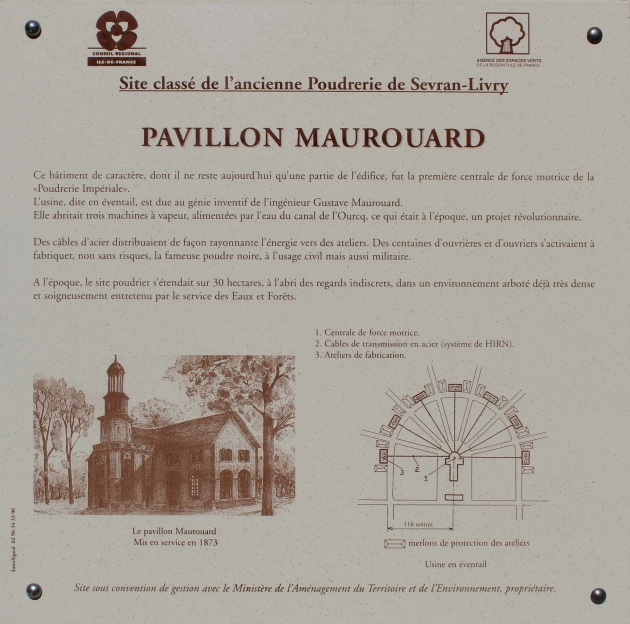 CONSEIL REGIONAL
ILE-DE-FRANCE
AGENCE DES ESPACES VERTS
DE LA REGION D'ILE DE FRANCE
Site classé de l'ancienne Poudrerie de Sevran-Livry
PAVILLON MAUROUARD
Ce bâtiment de caractère, dont il ne reste aujourd'hui qu'une partie de l'édifice, fut la première centrale de force motrice de la
«Poudrerie Impériale».
L'usine, dite en éventail, est due au génie inventif de l'ingénieur Gustave Maurouard.
Elle abritait trois machines à vapeur, alimentées par l'eau du canal de l'Ourcq, ce qui était à l'époque, un projet révolutionnaire.
Des câbles d'acier distribuaient de façon rayonnante l'énergie vers des ateliers. Des centaines d'ouvrières et d'ouvriers s'activaient à
fabriquer, non sans risques, la fameuse poudre noire, à l'usage civil mais aussi militaire.
A l'époque, le site poudrier s'étendait sur 30 hectares, à l'abri des regards indiscrets, dans un environnement arboré déjà très dense
et soigneusement entretenu par le service des Eaux et Forêts.
1. Centrale de force motrice.
2. Cables de transmission en acier (système de HIRN).
3. Ateliers de fabrication.
3
2
1
110 mètres
merlons de protection des ateliers
Usine en éventail
Le pavillon Maurouard
Mis en service en 1873
Site sous convention de gestion avec le Ministère de l'Aménagement du Territoire et de l'Environnement, propriétaire.